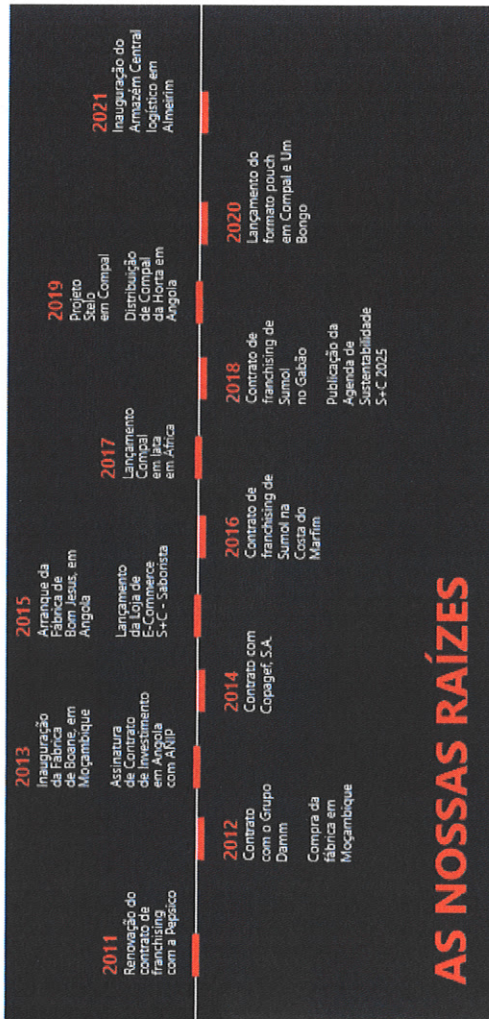 2011
Renovação do
contrato de
franchising
com a Pepsico
2012
Contrato
com o Grupo
Damm
Compra da
fábrica em
Moçambique
2013
Inauguração
da Fábrica
de Boane, em
Moçambique
Assinatura
de Contrato
de Investimento
em Angola
com ANIP
2014
Contrato com
Copagef, S.A.
2015
Arranque da
Fábrica de
Bom Jesus, em
Angola
Lançamento
da Loja de
E-Commerce
S+C - Saborista
2016
Contrato de
franchising de
Sumol na
Costa do
Marfim
2017
Lançamento
Compal
em lata
em África
2018
Contrato de
franchising de
Sumol
no Gabão
Publicação da
Agenda de
Sustentabilidade
S+C 2025
2019
Projeto
Stelo
em Compal
Distribuição
de Compal
da Horta em
Angola
2020
Lançamento do
formato pouch
em Compal e Um
Bongo
2021
Inauguração do
Armazém Central
logístico em
Almeirim
AS NOSSAS RAÍZES